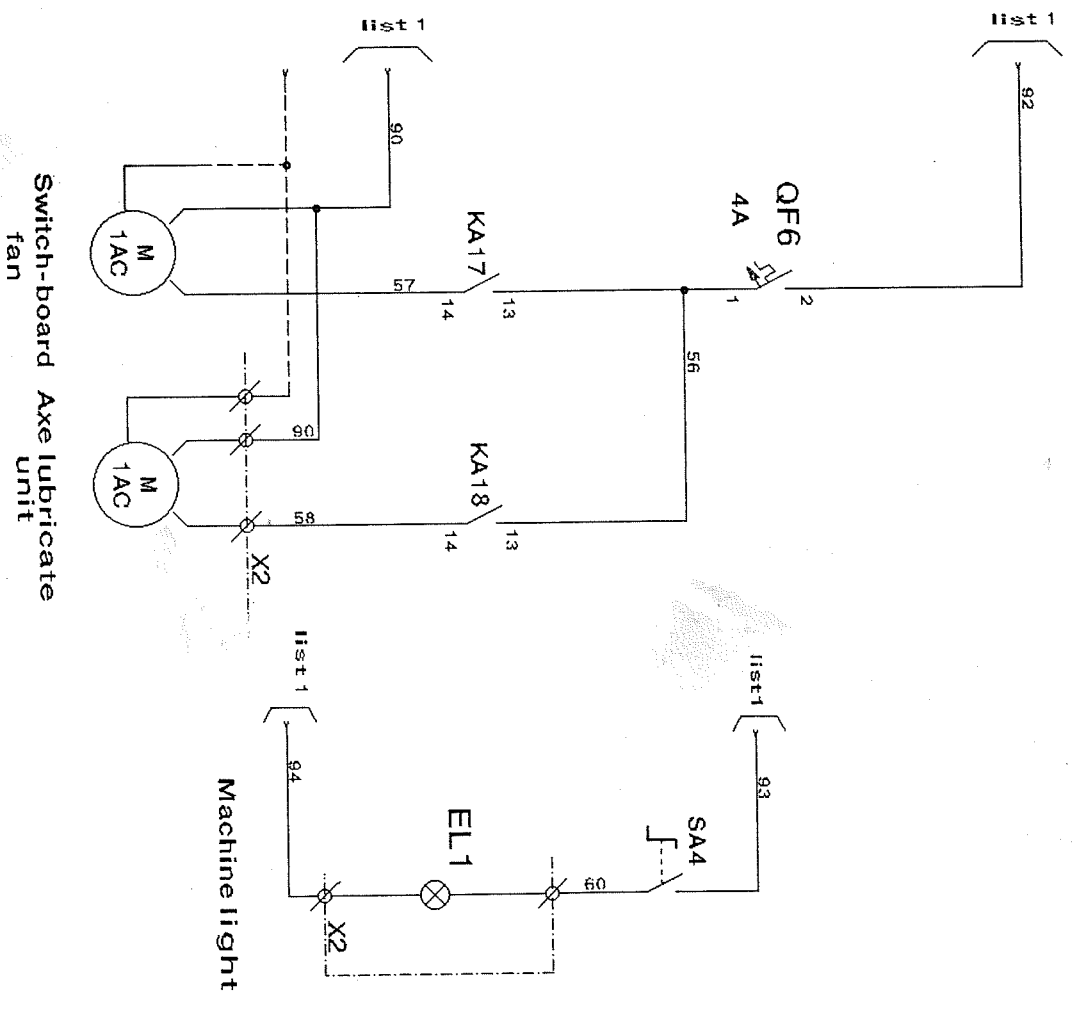 list 1
list 1
92
90
QF6
4A
KA17
57
14
13
1
2
56
M
1AC
Switch-board
fan
90
KA18
58
14
13
M
1AC
Axe lubricate
unit
X2
list 1
list1
94
93
EL1
SA4
60
X2
Machine light